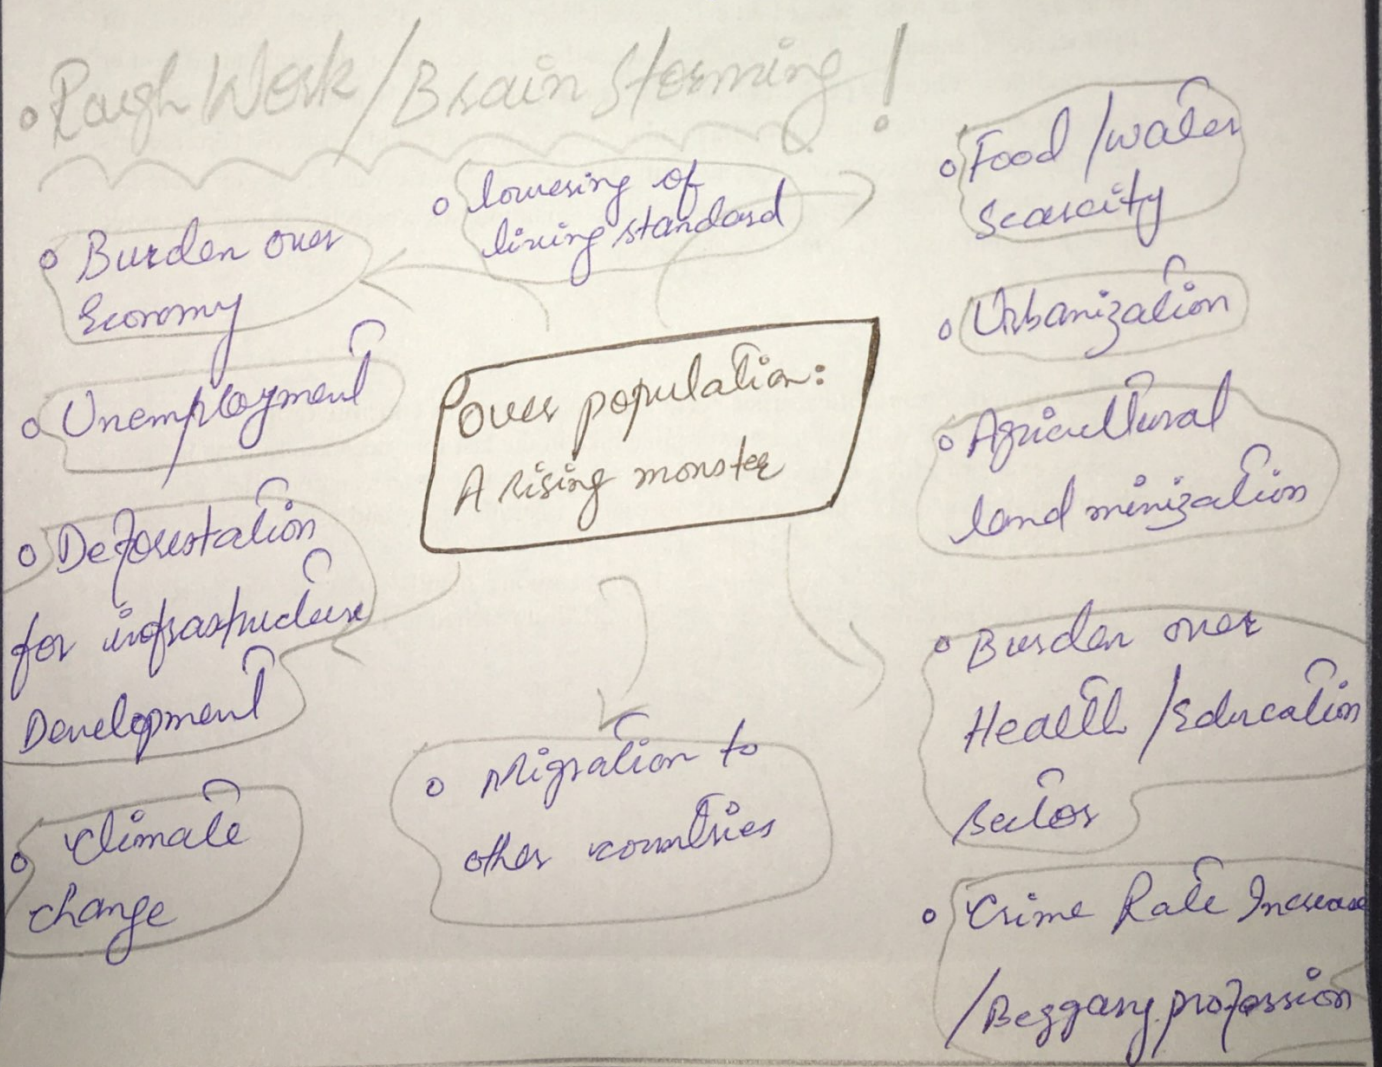 Rough Work/Brain Storming!
lowering of
living standard
Burden over
Economy
Unemployment
Deforestation
for infrastructure
Development
Climate
change
over population:
A rising monster
Migration to
other countries
Food/water
Scarcity
Urbanization
Agricultural
land minization
Burden over
Health/Education
sector
Crime Rate Increase
/Beggary profession